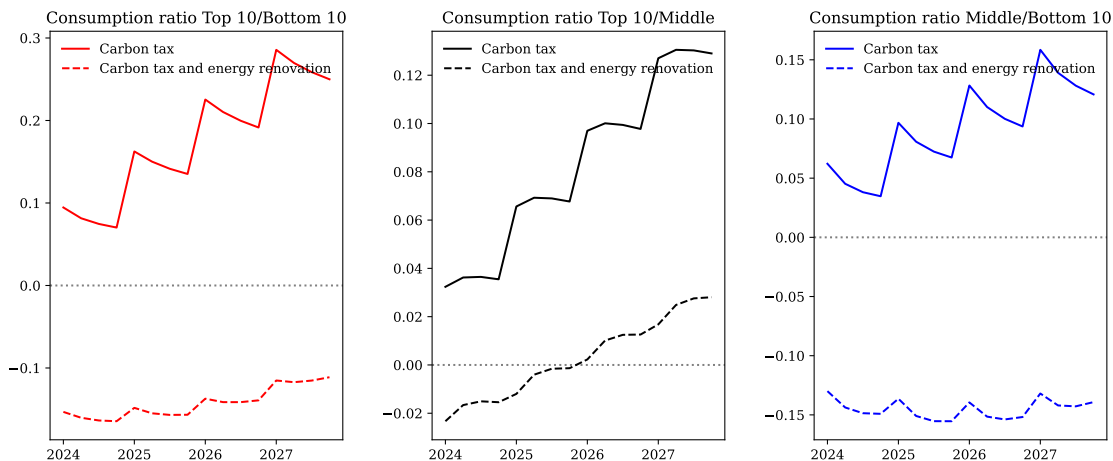 Consumption ratio Top 10/Bottom 10
Carbon tax
Carbon tax and energy renovation
0.3
0.2
0.1
0.0
−0.1
2024 2025 2026 2027
Consumption ratio Top 10/Middle
Carbon tax
Carbon tax and energy renovation
0.12
0.10
0.08
0.06
0.04
0.02
0.00
−0.02
2024 2025 2026 2027
Consumption ratio Middle/Bottom 10
Carbon tax
Carbon tax and energy renovation
0.15
0.10
0.05
0.00
−0.05
−0.10
−0.15
2024 2025 2026 2027